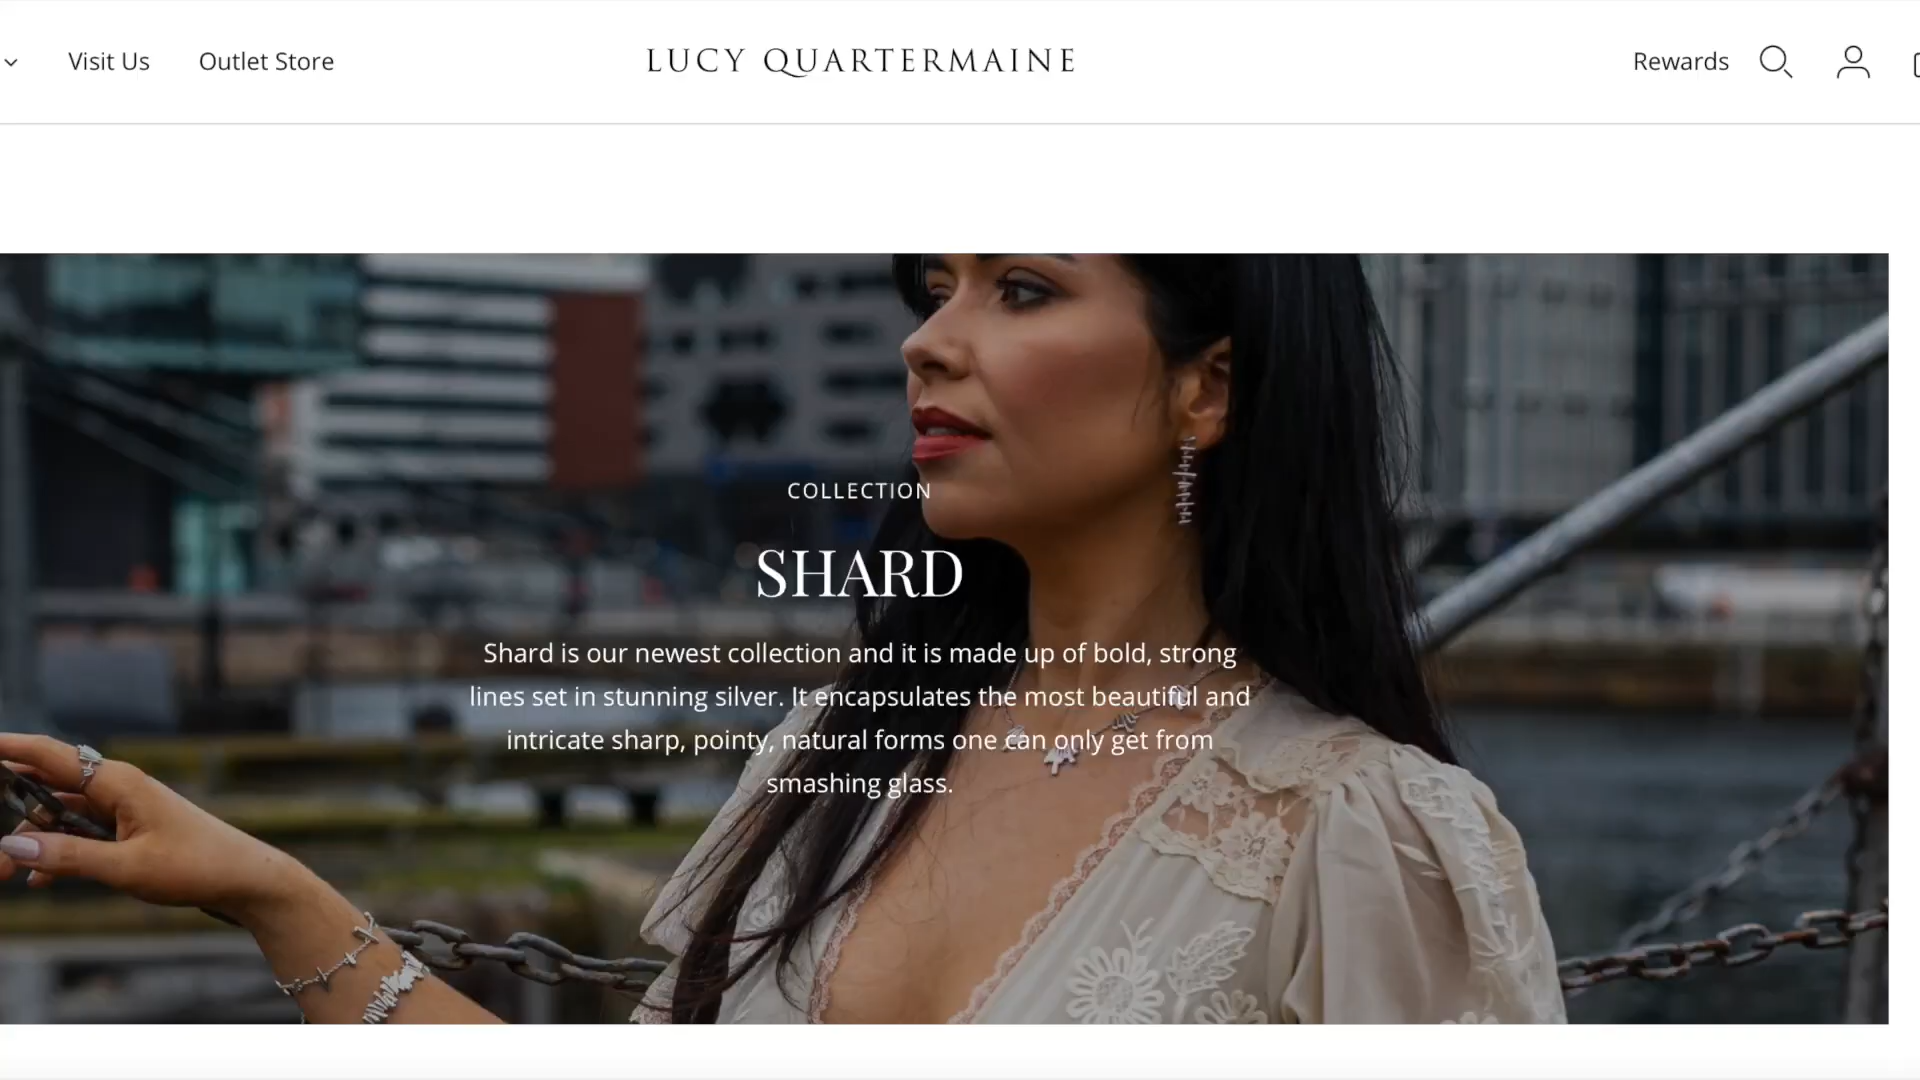 Visit Us
Outlet Store
LUCY QUARTERMAINE
Rewards
COLLECTION
SHARD
Shard is our newest collection and it is made up of bold, strong
lines set in stunning silver. It encapsulates the most beautiful and
intricate sharp, pointy, natural forms one can only get from
smashing glass.